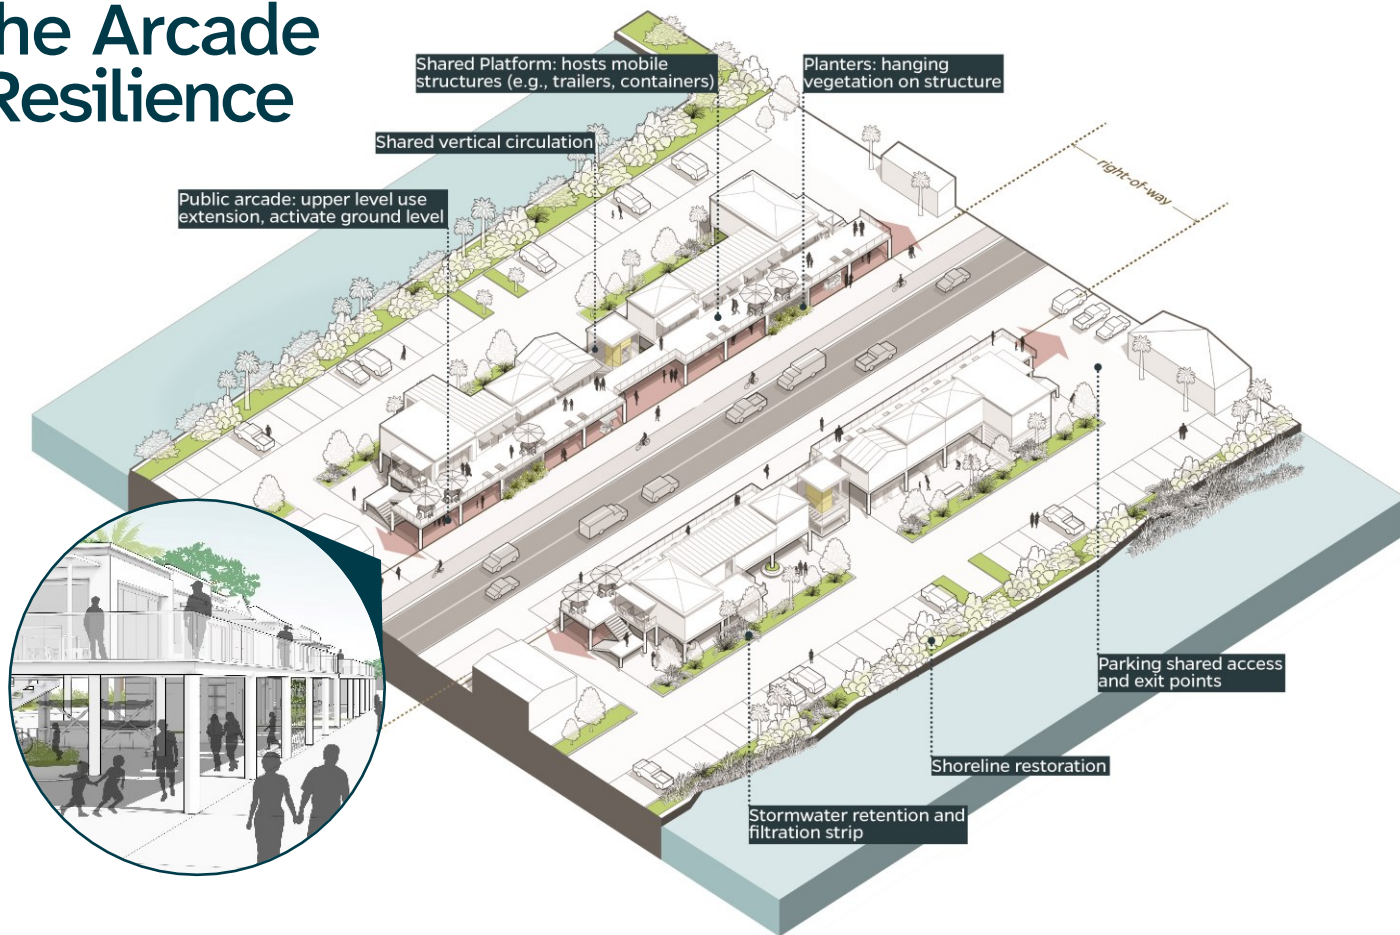 he Arcade
Resilience
Shared Platform: hosts mobile
structures (e.g., trailers, containers)
Planters: hanging
vegetation on structure
Shared vertical circulation
right-of-way
Public arcade: upper level use
extension, activate ground level
Parking shared access
and exit points
Shoreline restoration
Stormwater retention and
filtration strip